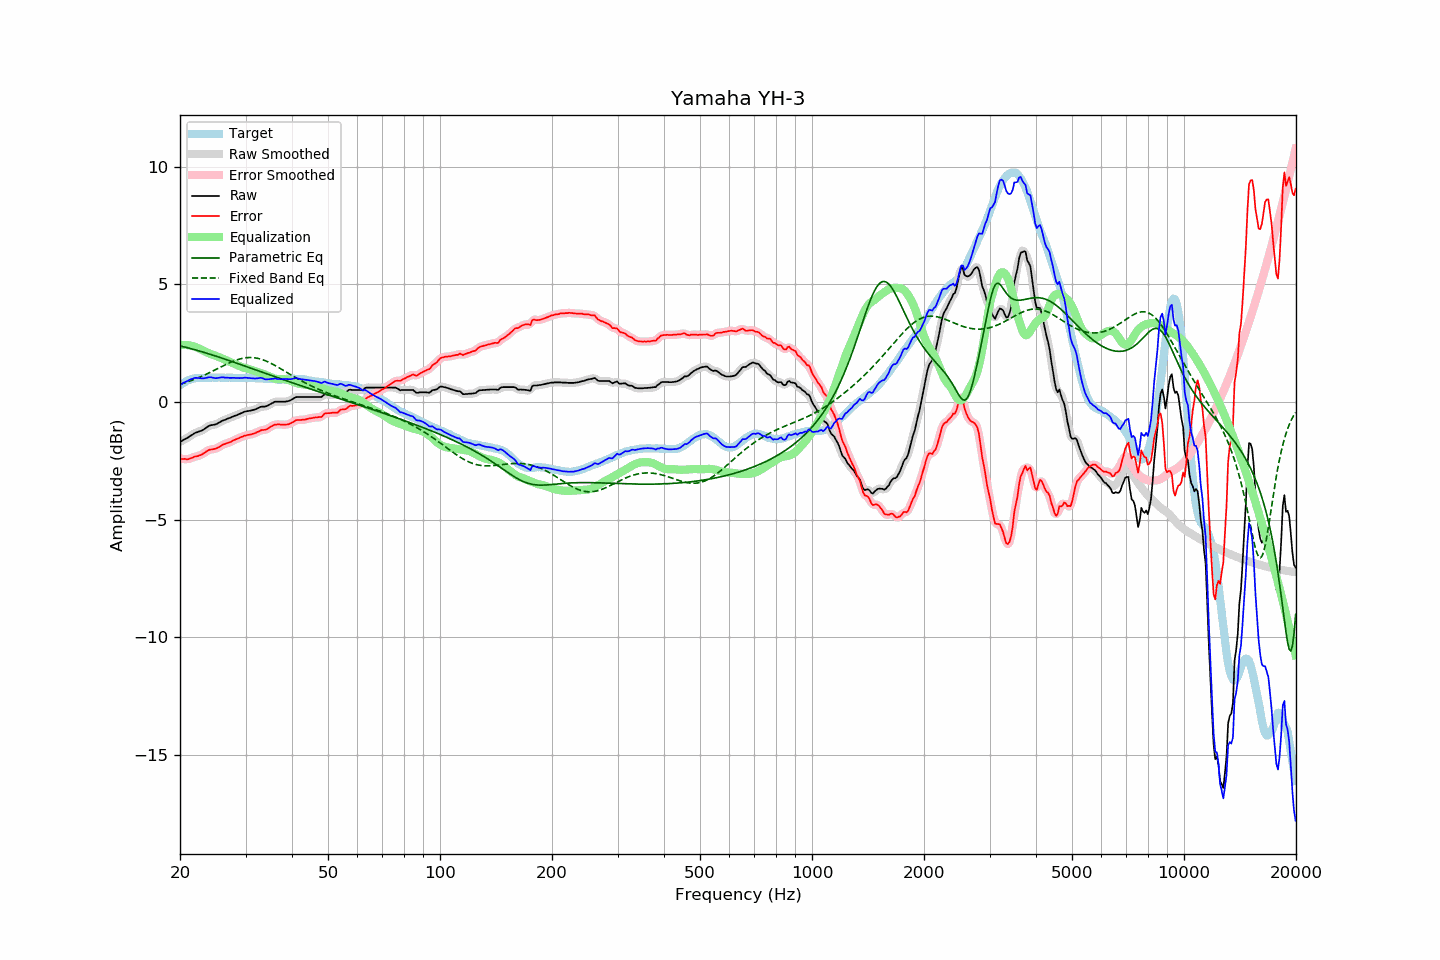 Yamaha YH-3
Target
Raw Smoothed
Error Smoothed
Raw
Error
Equalization
Parametric Eq
Fixed Band Eq
Equalized
10
5
0
−5
−10
−15
Amplitude (dBr)
20 50 100 200 500 1000 2000 5000 10000 20000
Frequency (Hz)